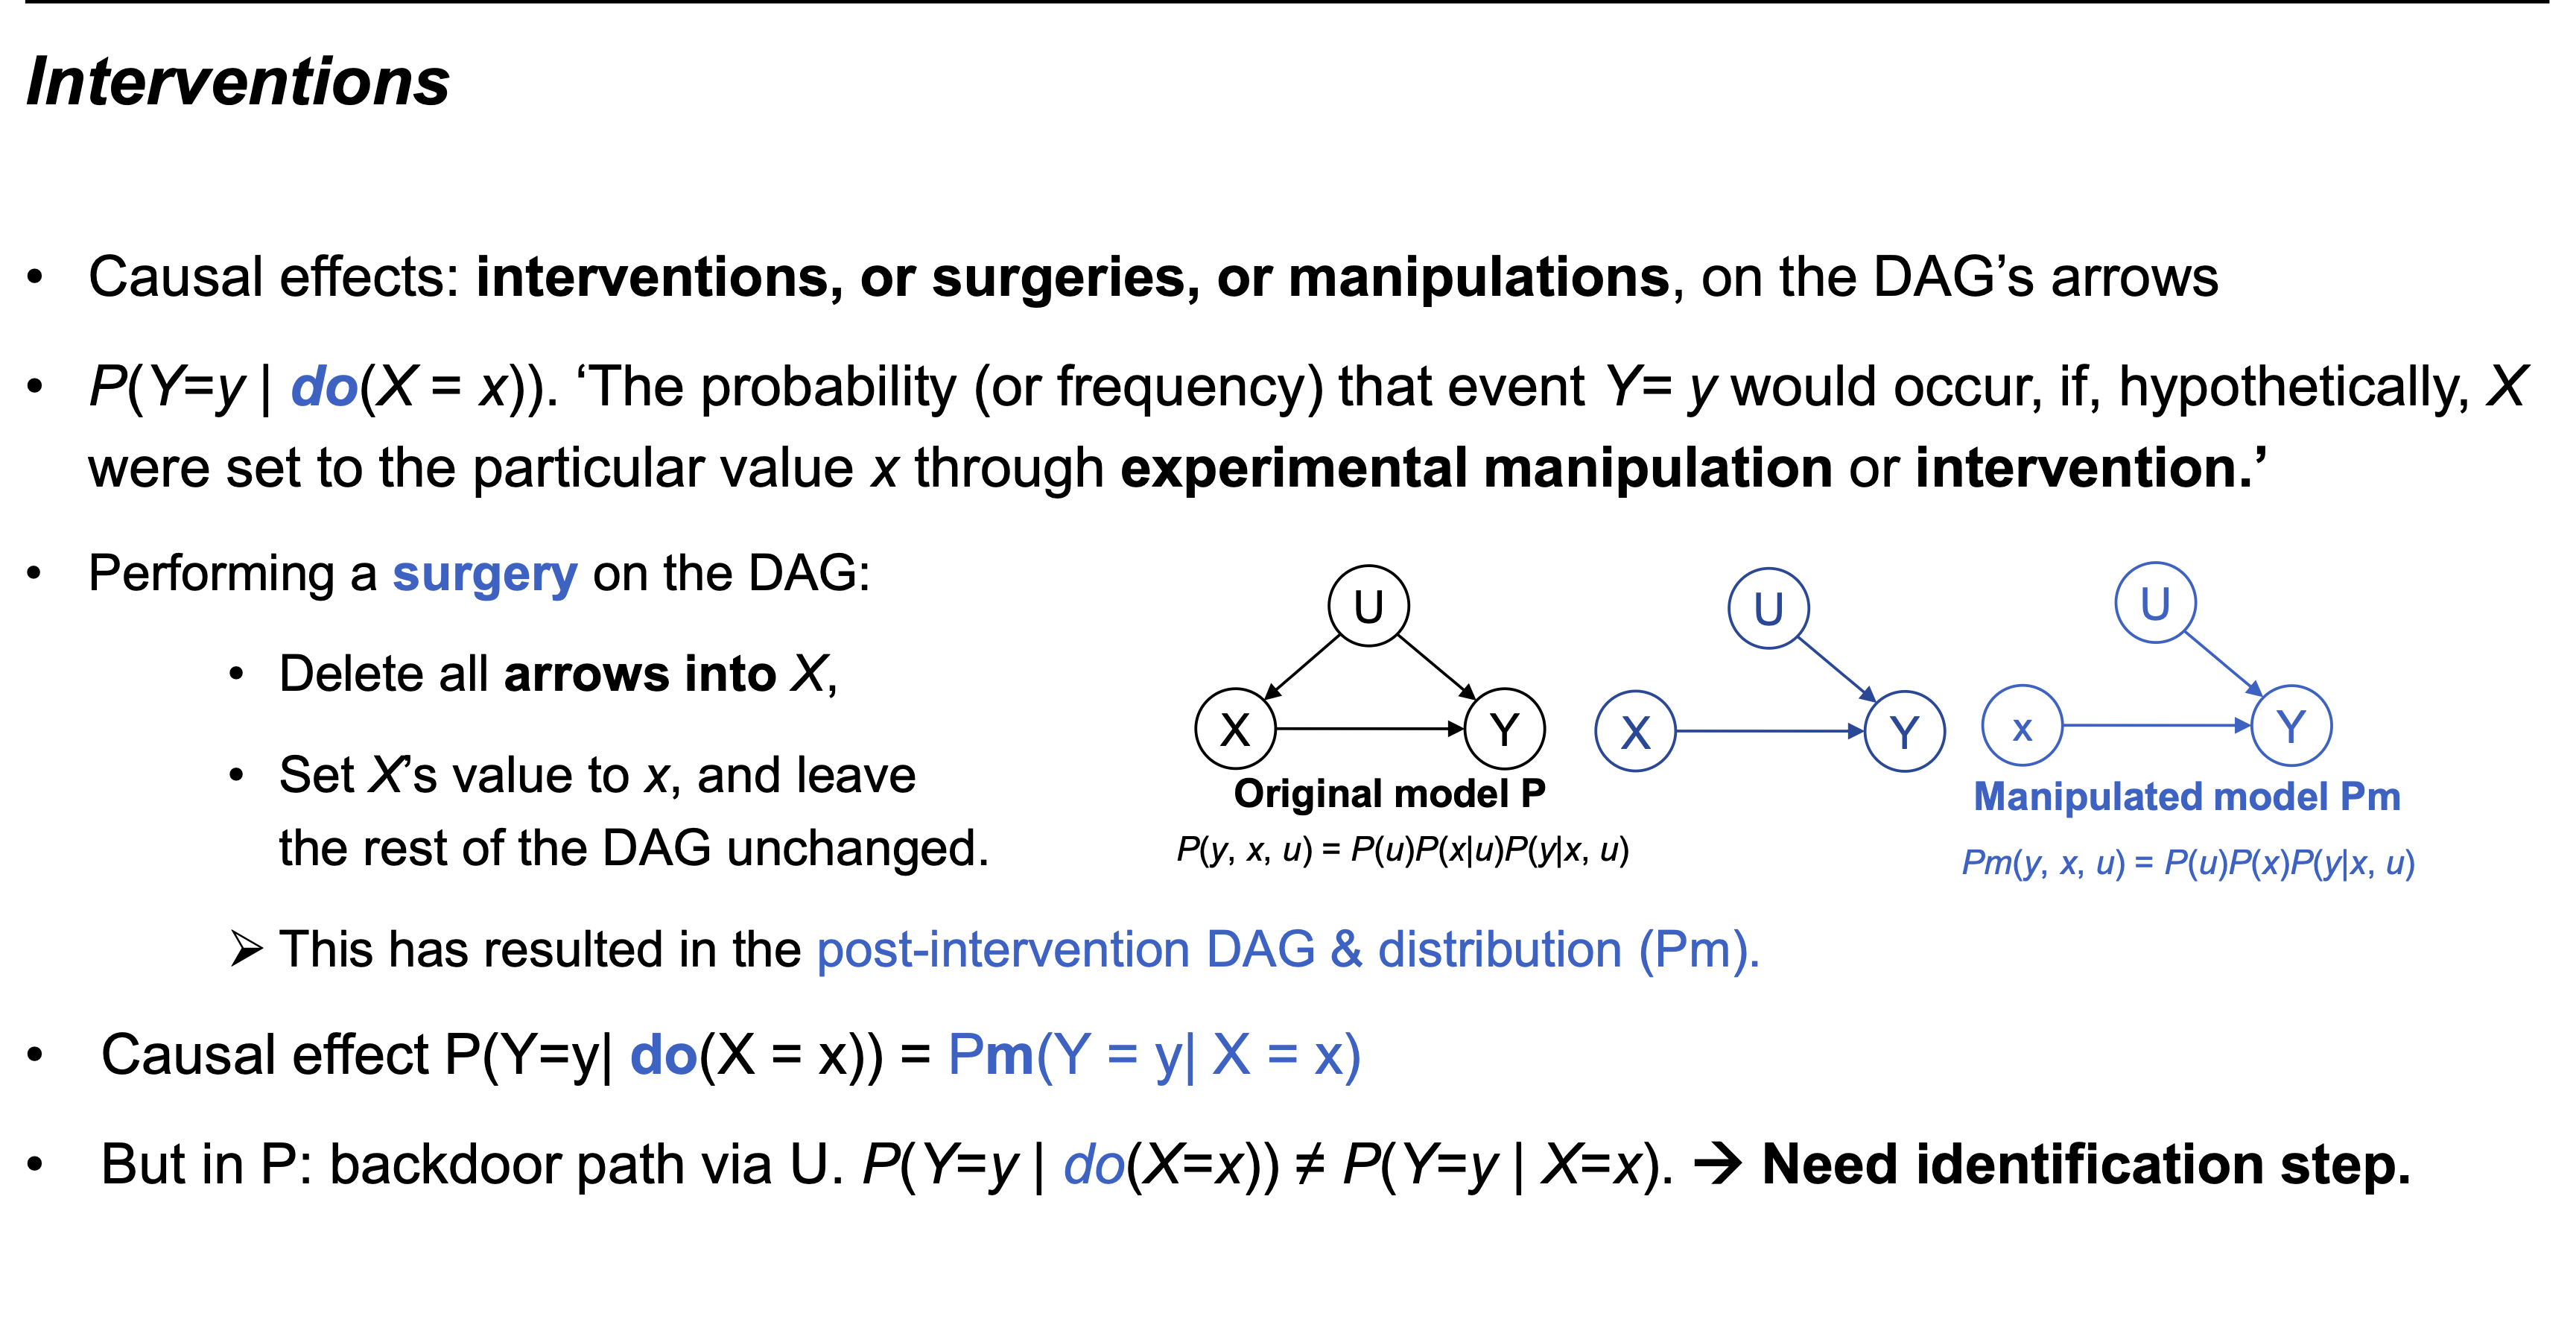 Interventions
• Causal effects: interventions, or surgeries, or manipulations, on the DAG’s arrows
• P(Y=y | do(X = x)). ‘The probability (or frequency) that event Y= y would occur, if, hypothetically, X
were set to the particular value x through experimental manipulation or intervention.’
• Performing a surgery on the DAG:
• Delete all arrows into X,
• Set X’s value to x, and leave
the rest of the DAG unchanged.
U
X
Y
Original model P
P(y, x, u) = P(u)P(x|u)P(y|x, u)
U
X
Y
U
x
Y
Manipulated model Pm
Pm(y, x, u) = P(u)P(x)P(y|x, u)
➢ This has resulted in the post-intervention DAG & distribution (Pm).
• Causal effect P(Y=y| do(X = x)) = Pm(Y = y| X = x)
• But in P: backdoor path via U. P(Y=y | do(X=x)) ≠ P(Y=y | X=x). → Need identification step.